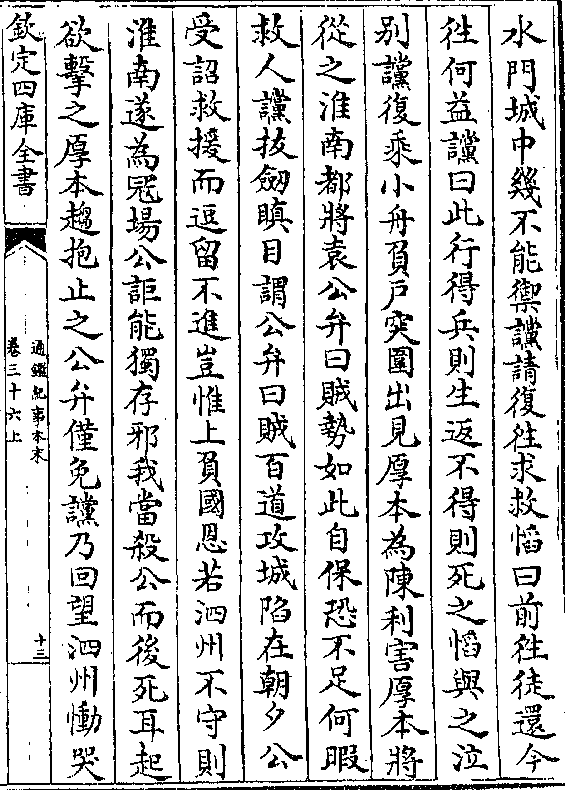 水門城中幾不能禦讜請復徃求救慆曰前徃徒還今
徃何益讜曰此行得兵則生返不得則死之慆與之泣
别讜復乘小舟負戶突圍出見厚本為陳利害厚本將
從之淮南都將袁公弁曰賊勢如此自保恐不足何暇
救人讜拔劒瞋目謂公弁曰賊百道攻城陷在朝夕公
受詔救援而逗留不進豈惟上負國恩若泗州不守則
淮南遂為冦場公詎能獨存邪我當殺公而後死耳起
欲擊之厚本趨抱止之公弁僅免讜乃回望泗州慟哭
欽定四庫全書
通鑑紀事本末
卷三十六上
十三